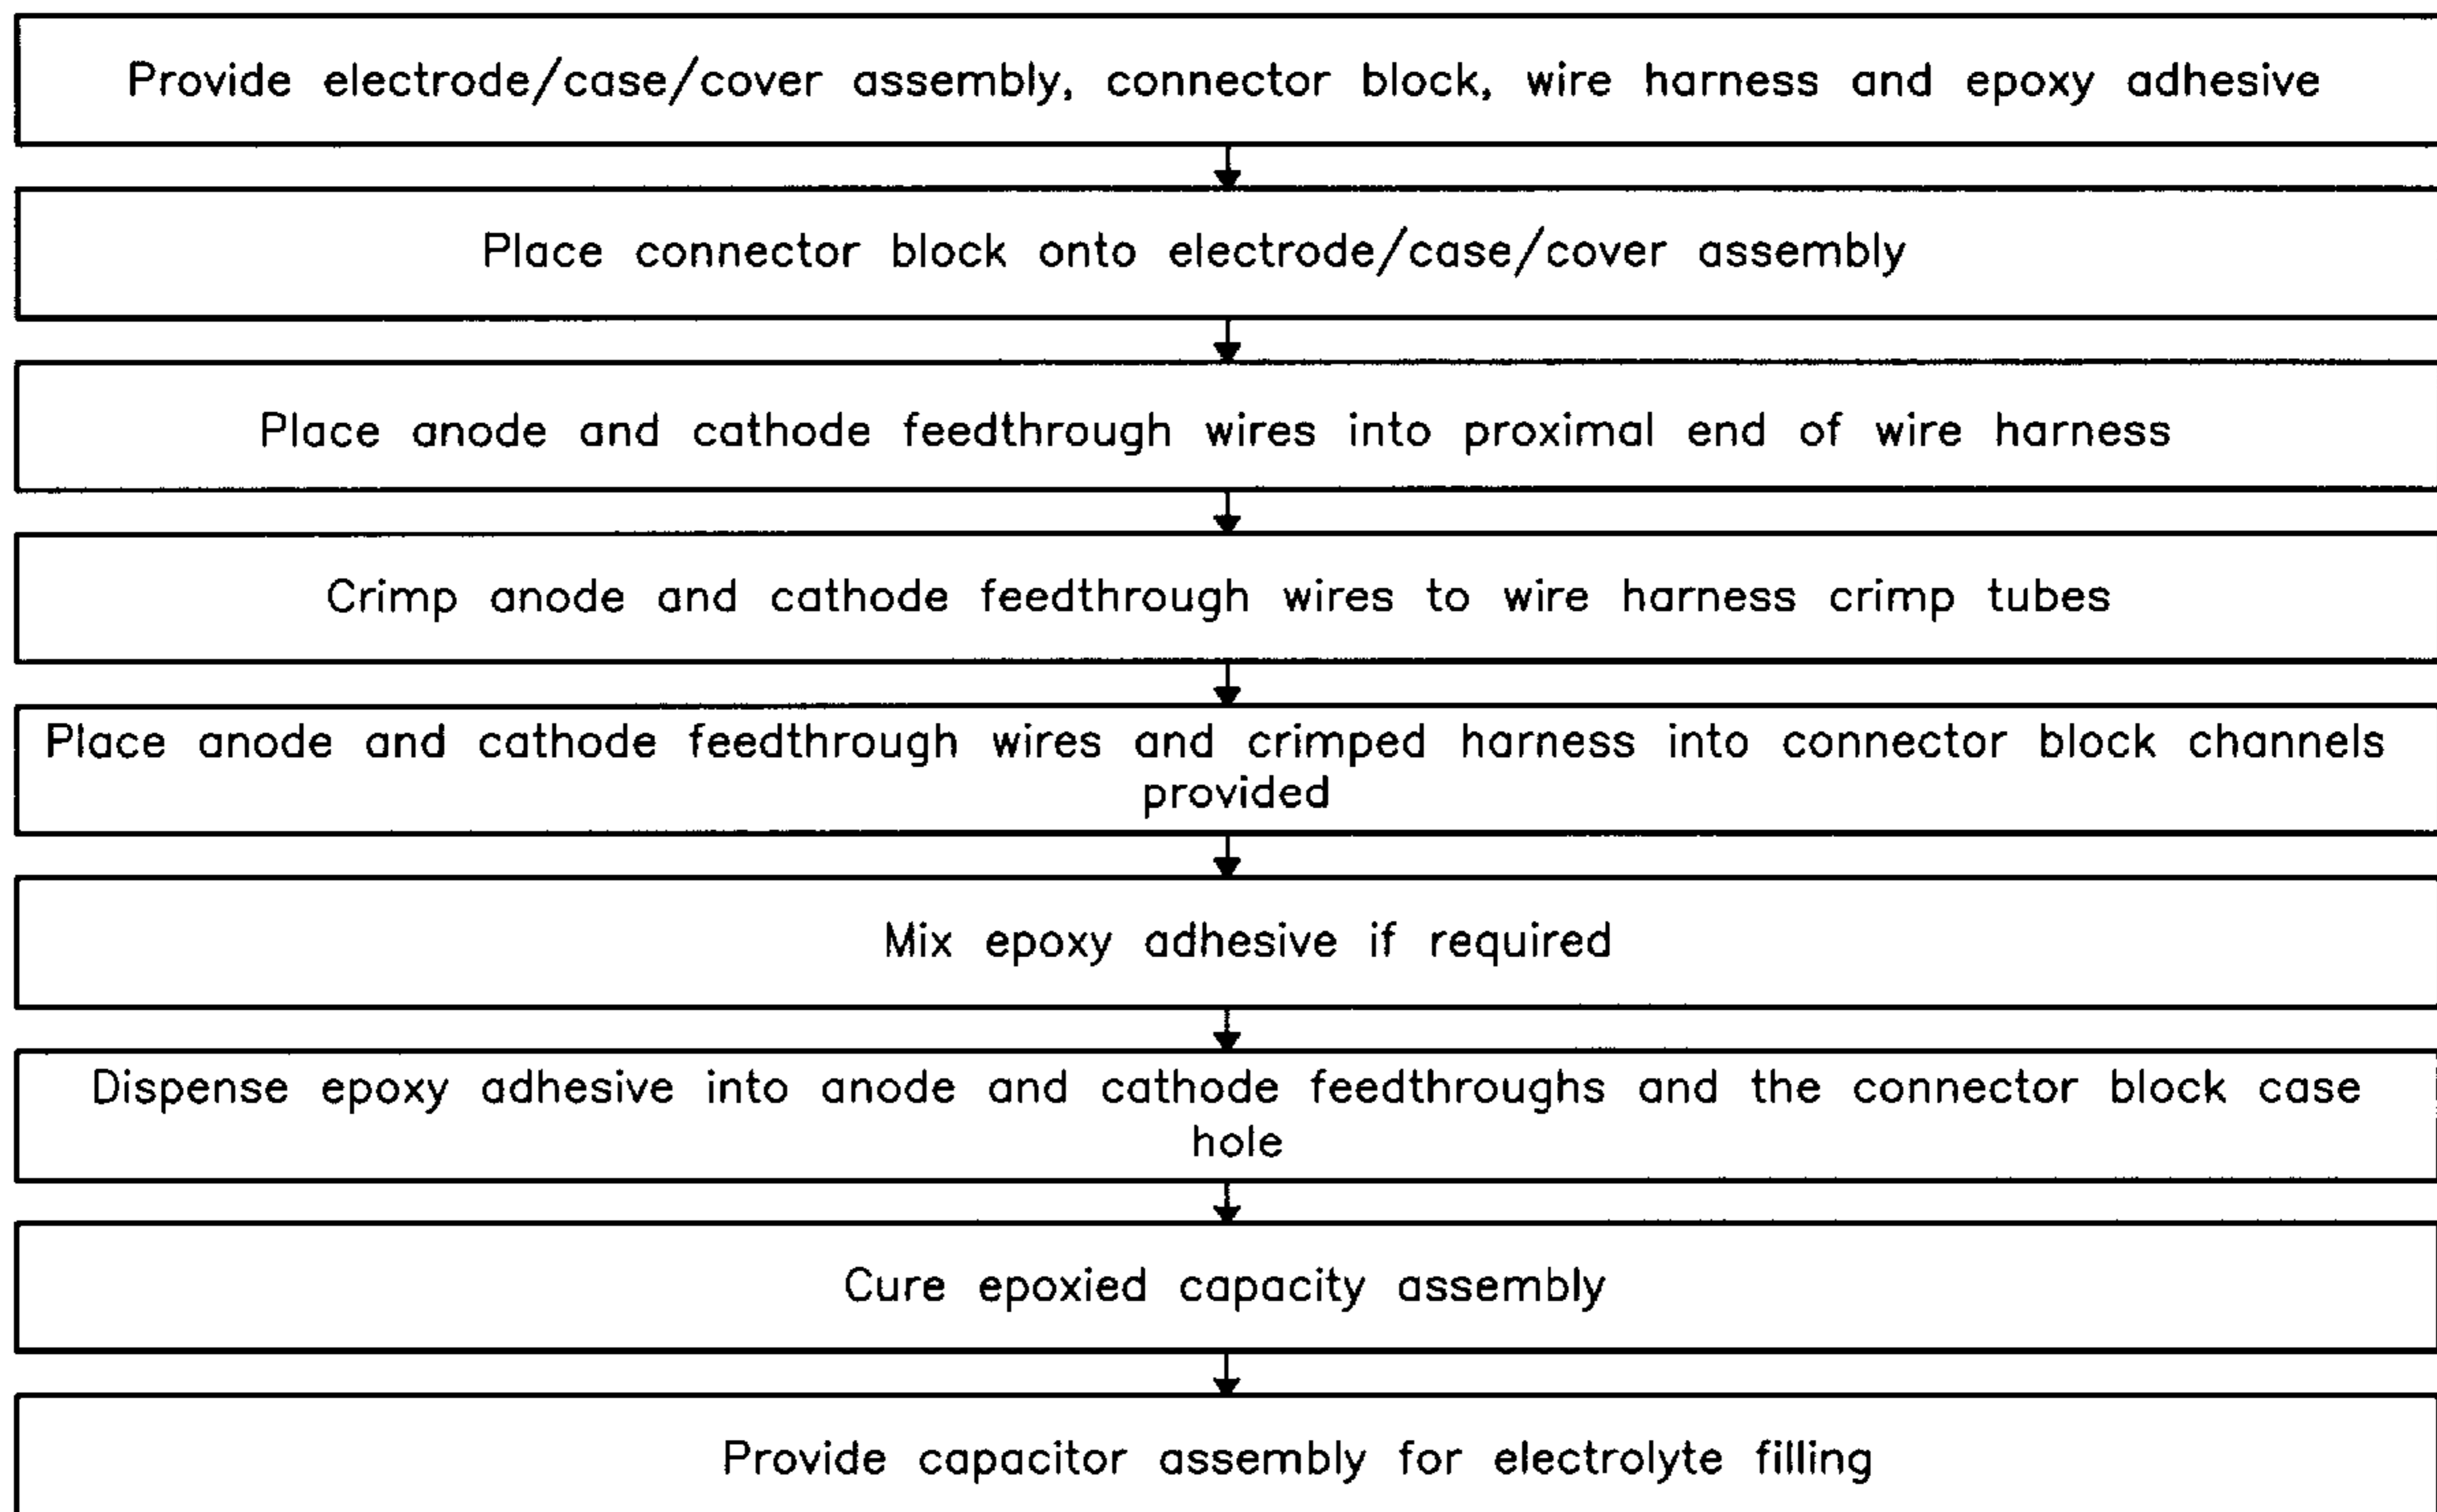 Provide electrode/case/cover assembly, connector block, wire harness and epoxy adhesive
Place connector block onto electrode/case/cover assembly
Place anode and cathode feedthrough wires into proximal end of wire harness
Crimp anode and cathode feedthrough wires to wire harness crimp tubes
Place anode and cathode feedthrough wires and crimped harness into connector block channels
provided
Mix epoxy adhesive if required
Dispense epoxy adhesive into anode and cathode feedthroughs and the connector block case
hole
Cure epoxied capacity assembly
Provide capacitor assembly for electrolyte filling